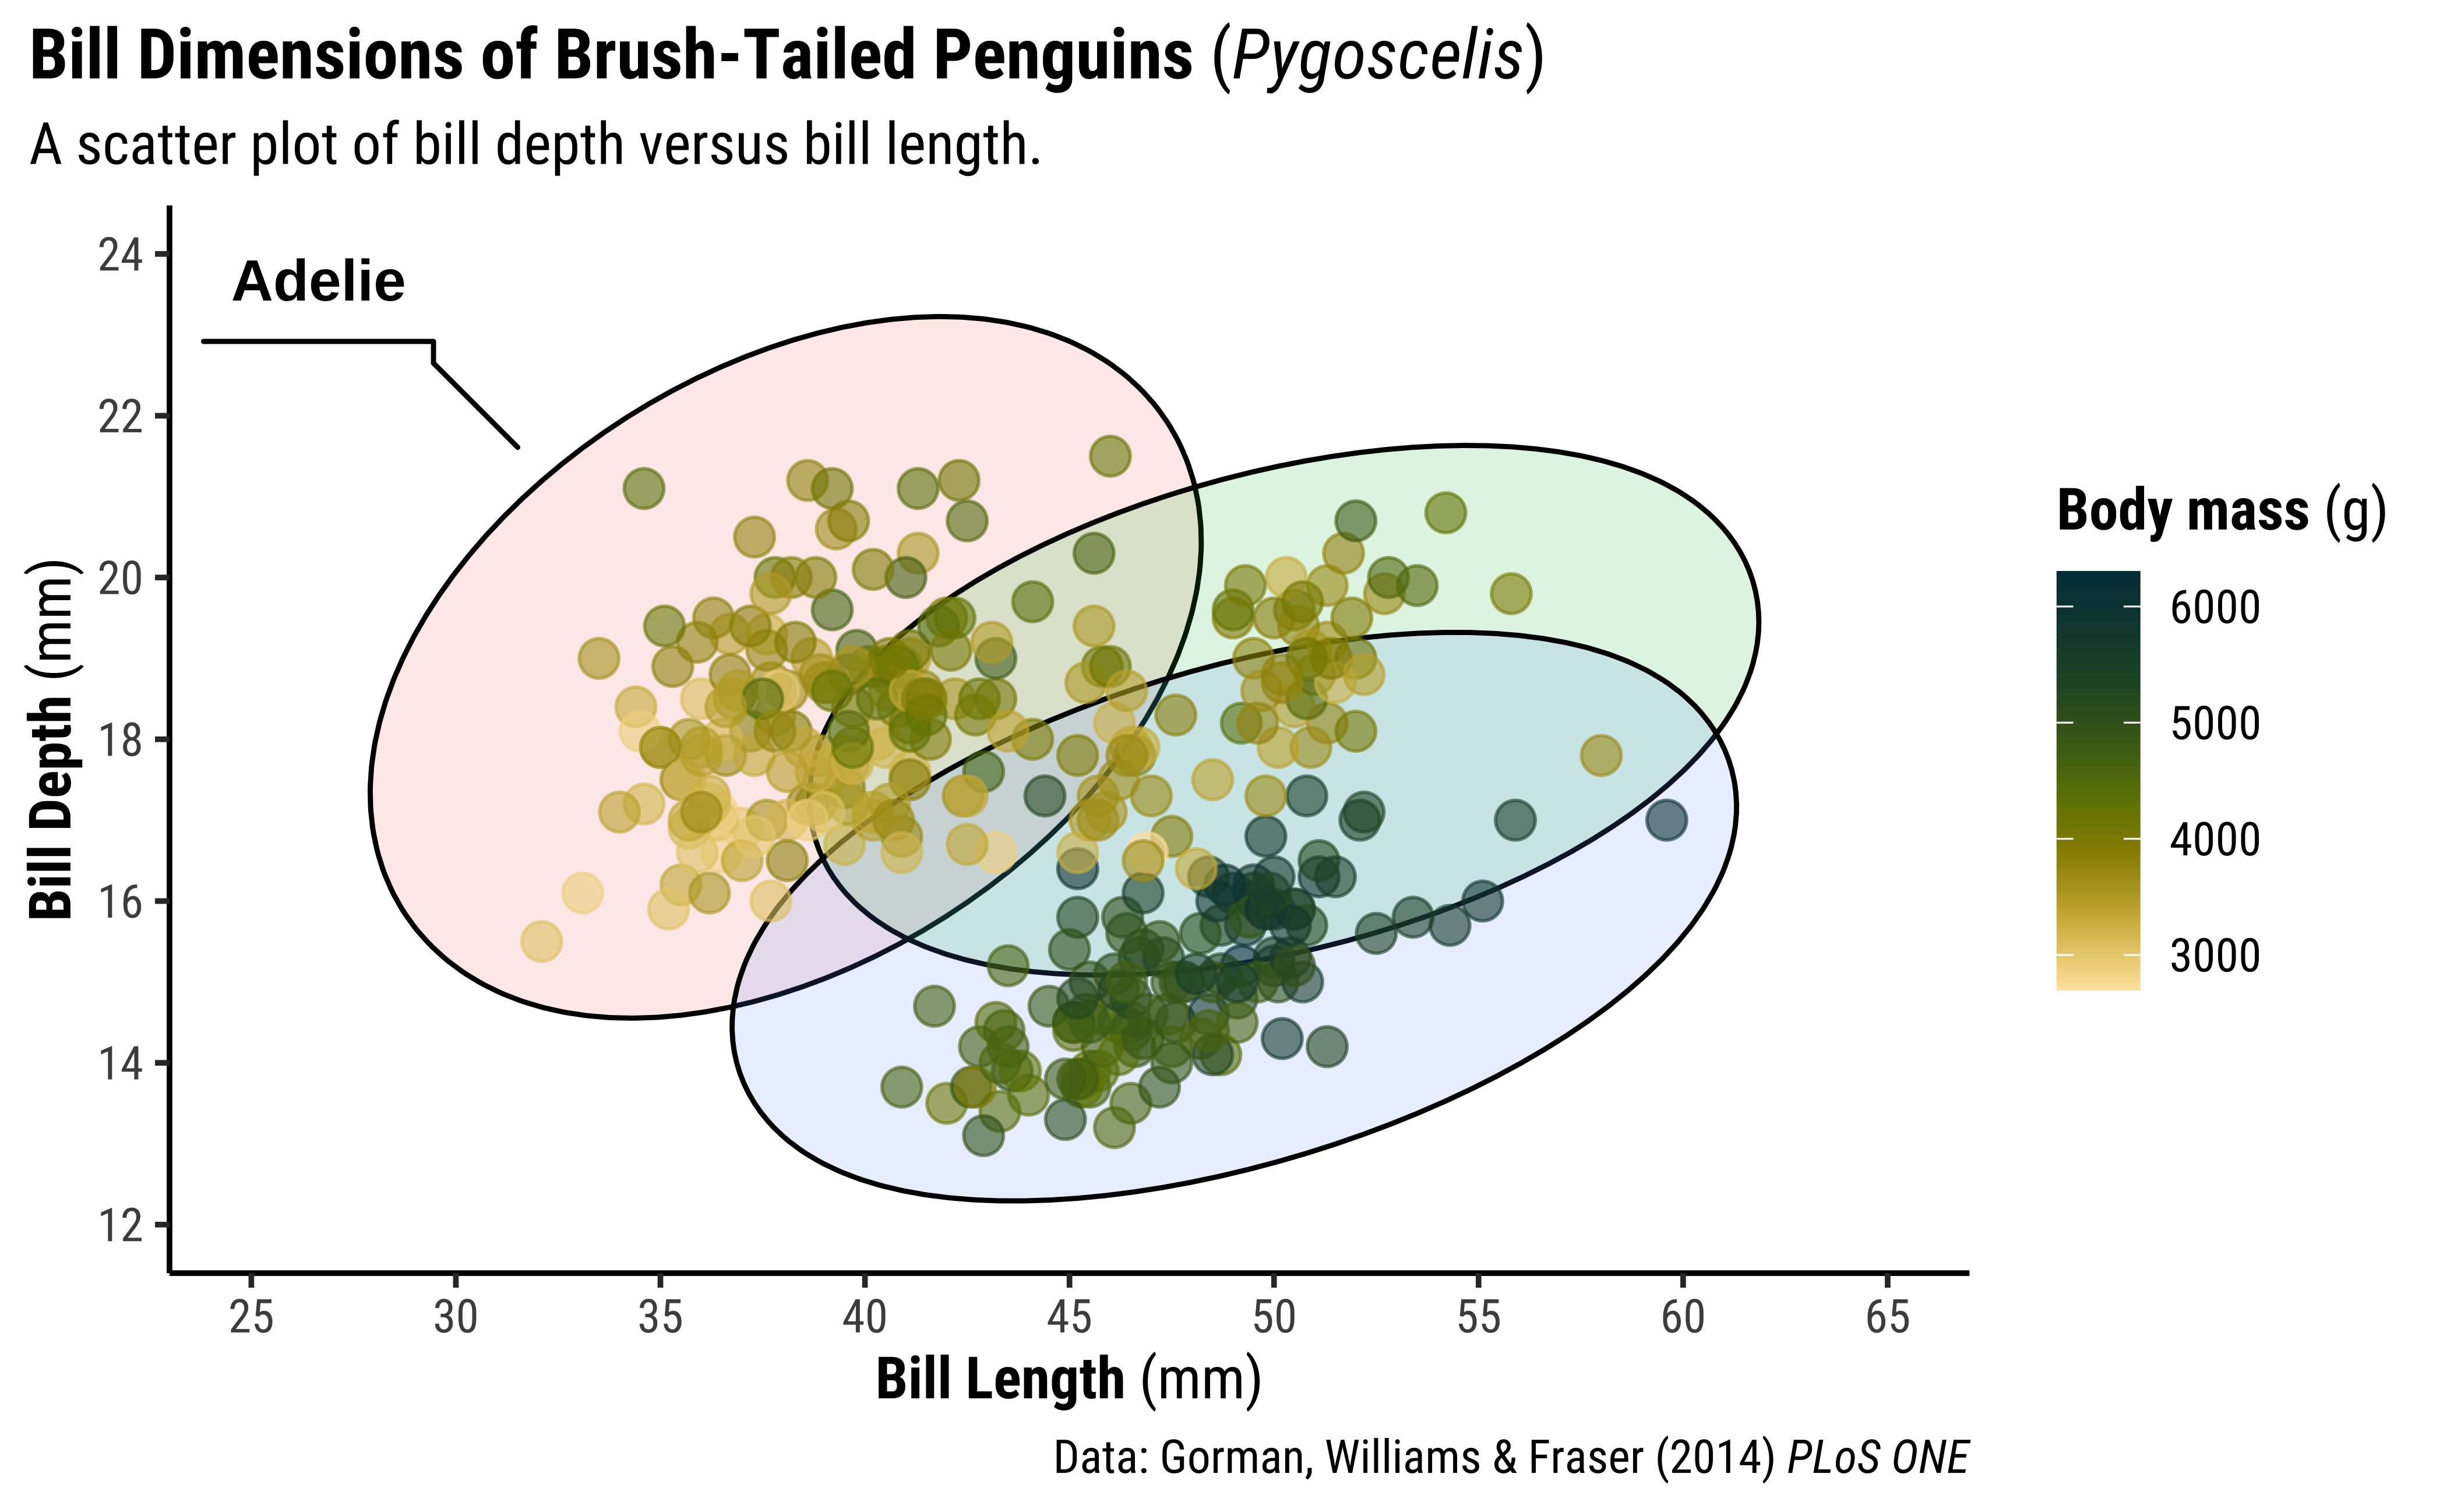 Bill Dimensions of Brush-Tailed Penguins (Pygoscelis)
A scatter plot of bill depth versus bill length.
Adelie
Bill Depth (mm)
24
22
20
18
16
14
12
25 30 35 40 45 50 55 60 65
Bill Length (mm)
Body mass (g)
6000
5000
4000
3000
Data: Gorman, Williams & Fraser (2014) PLoS ONE